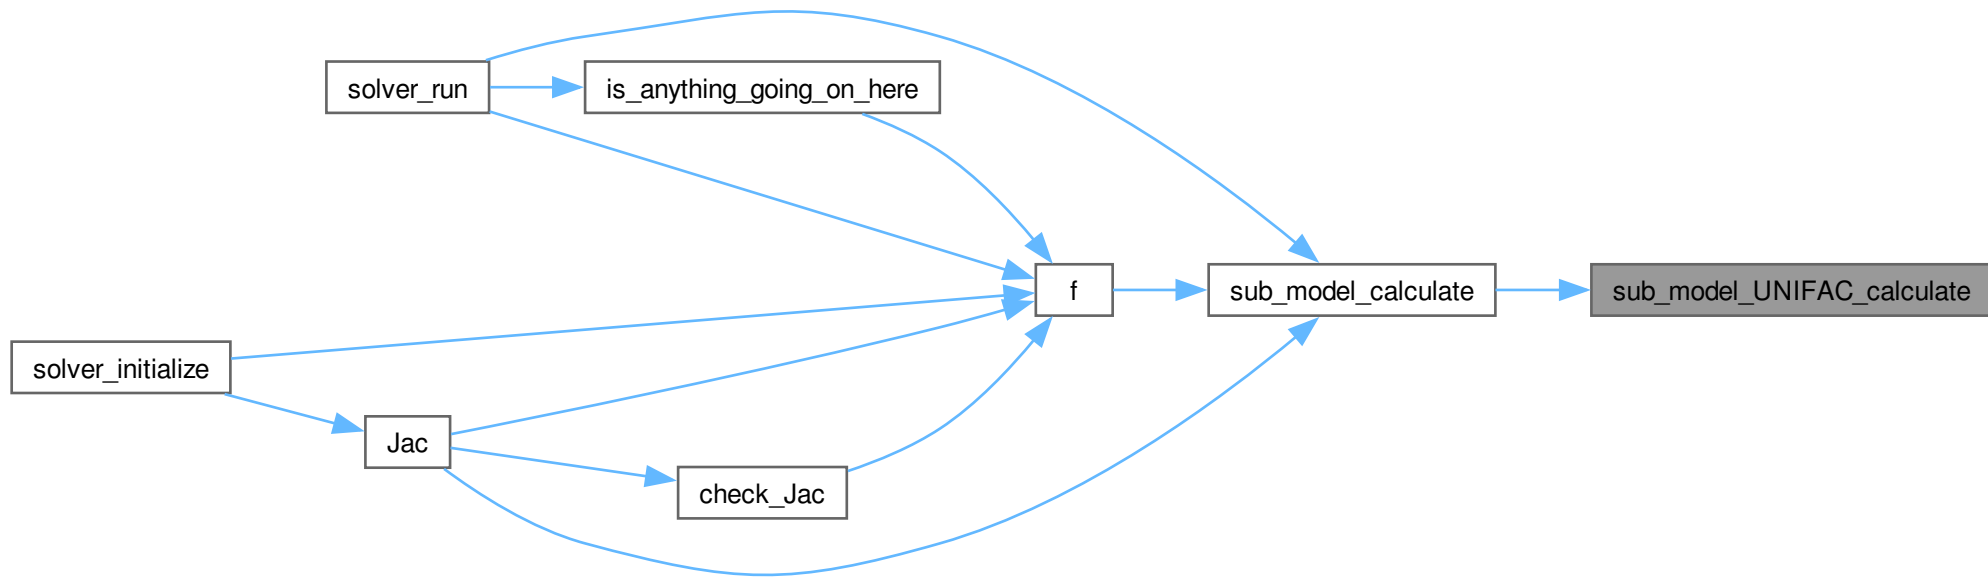 solver_run
is_anything_going_on_here
f
sub_model_calculate
sub_model_UNIFAC_calculate
solver_initialize
Jac
check_Jac